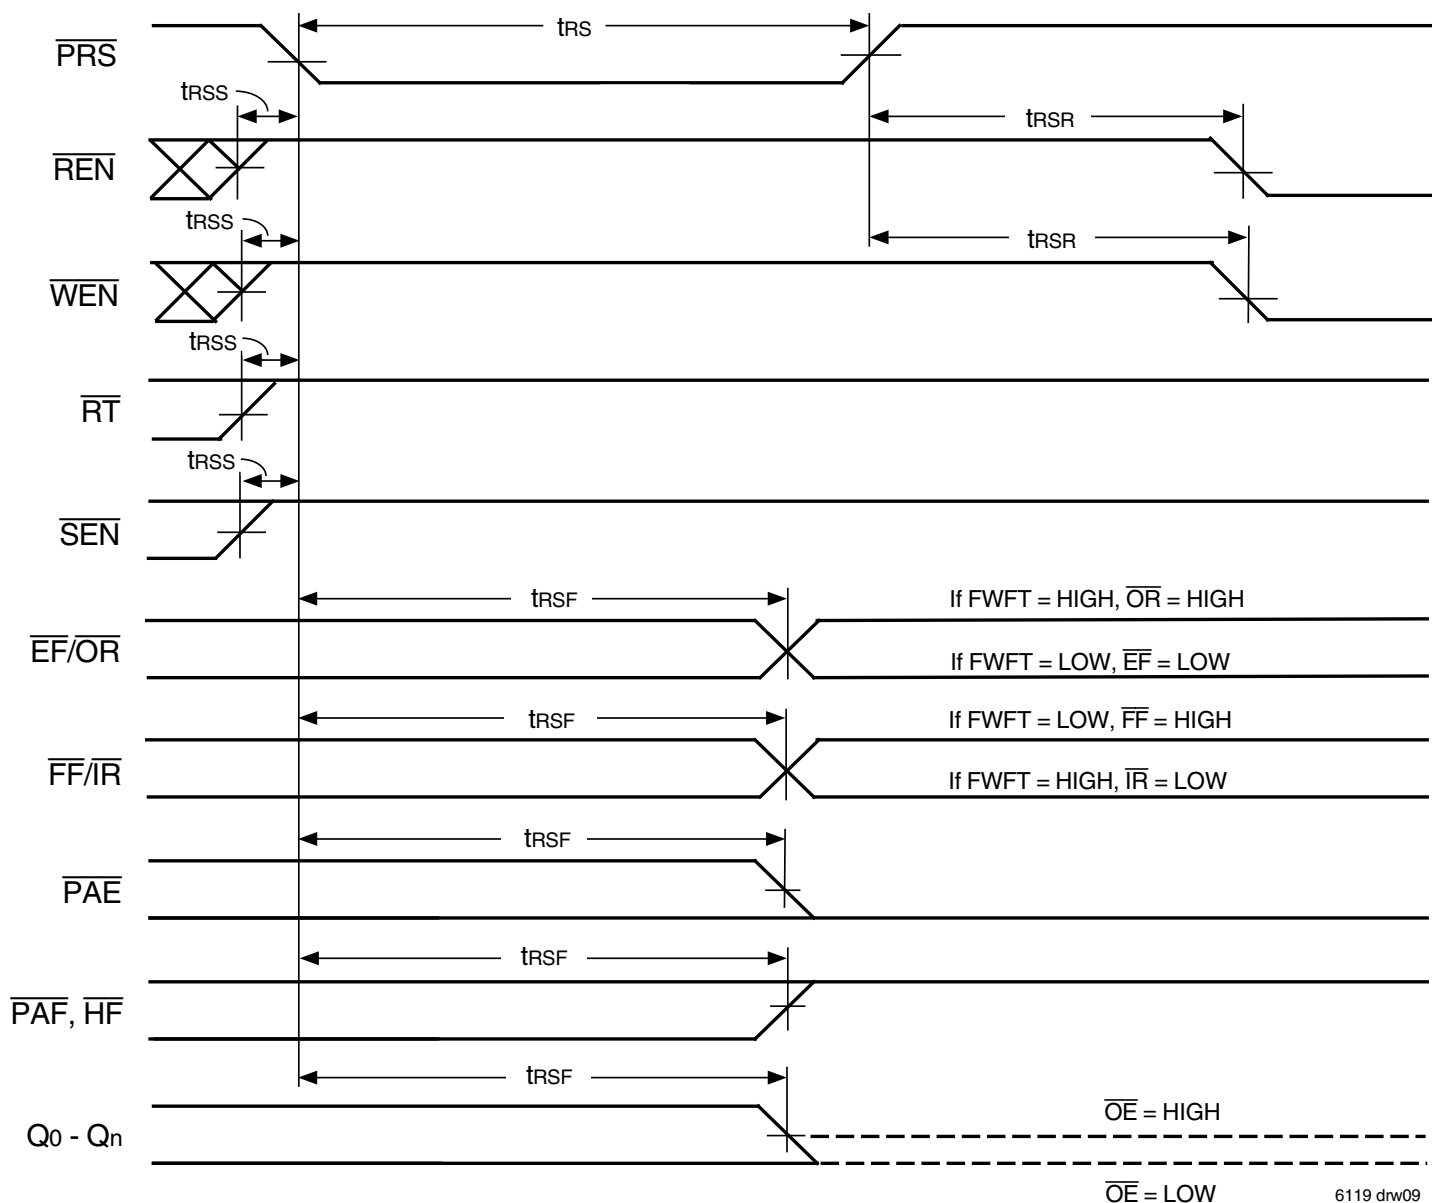 tRS
PRS
tRSS
tRSR
REN
tRSS
tRSR
WEN
tRSS
RT
tRSS
SEN
tRSF
If FWFT = HIGH, OR = HIGH
EF/OR
If FWFT = LOW, EF = LOW
tRSF
If FWFT = LOW, FF = HIGH
FF/IR
If FWFT = HIGH, IR = LOW
tRSF
PAE
tRSF
PAF, HF
tRSF
OE = HIGH
Q0 - Qn
OE = LOW
6119 drw09